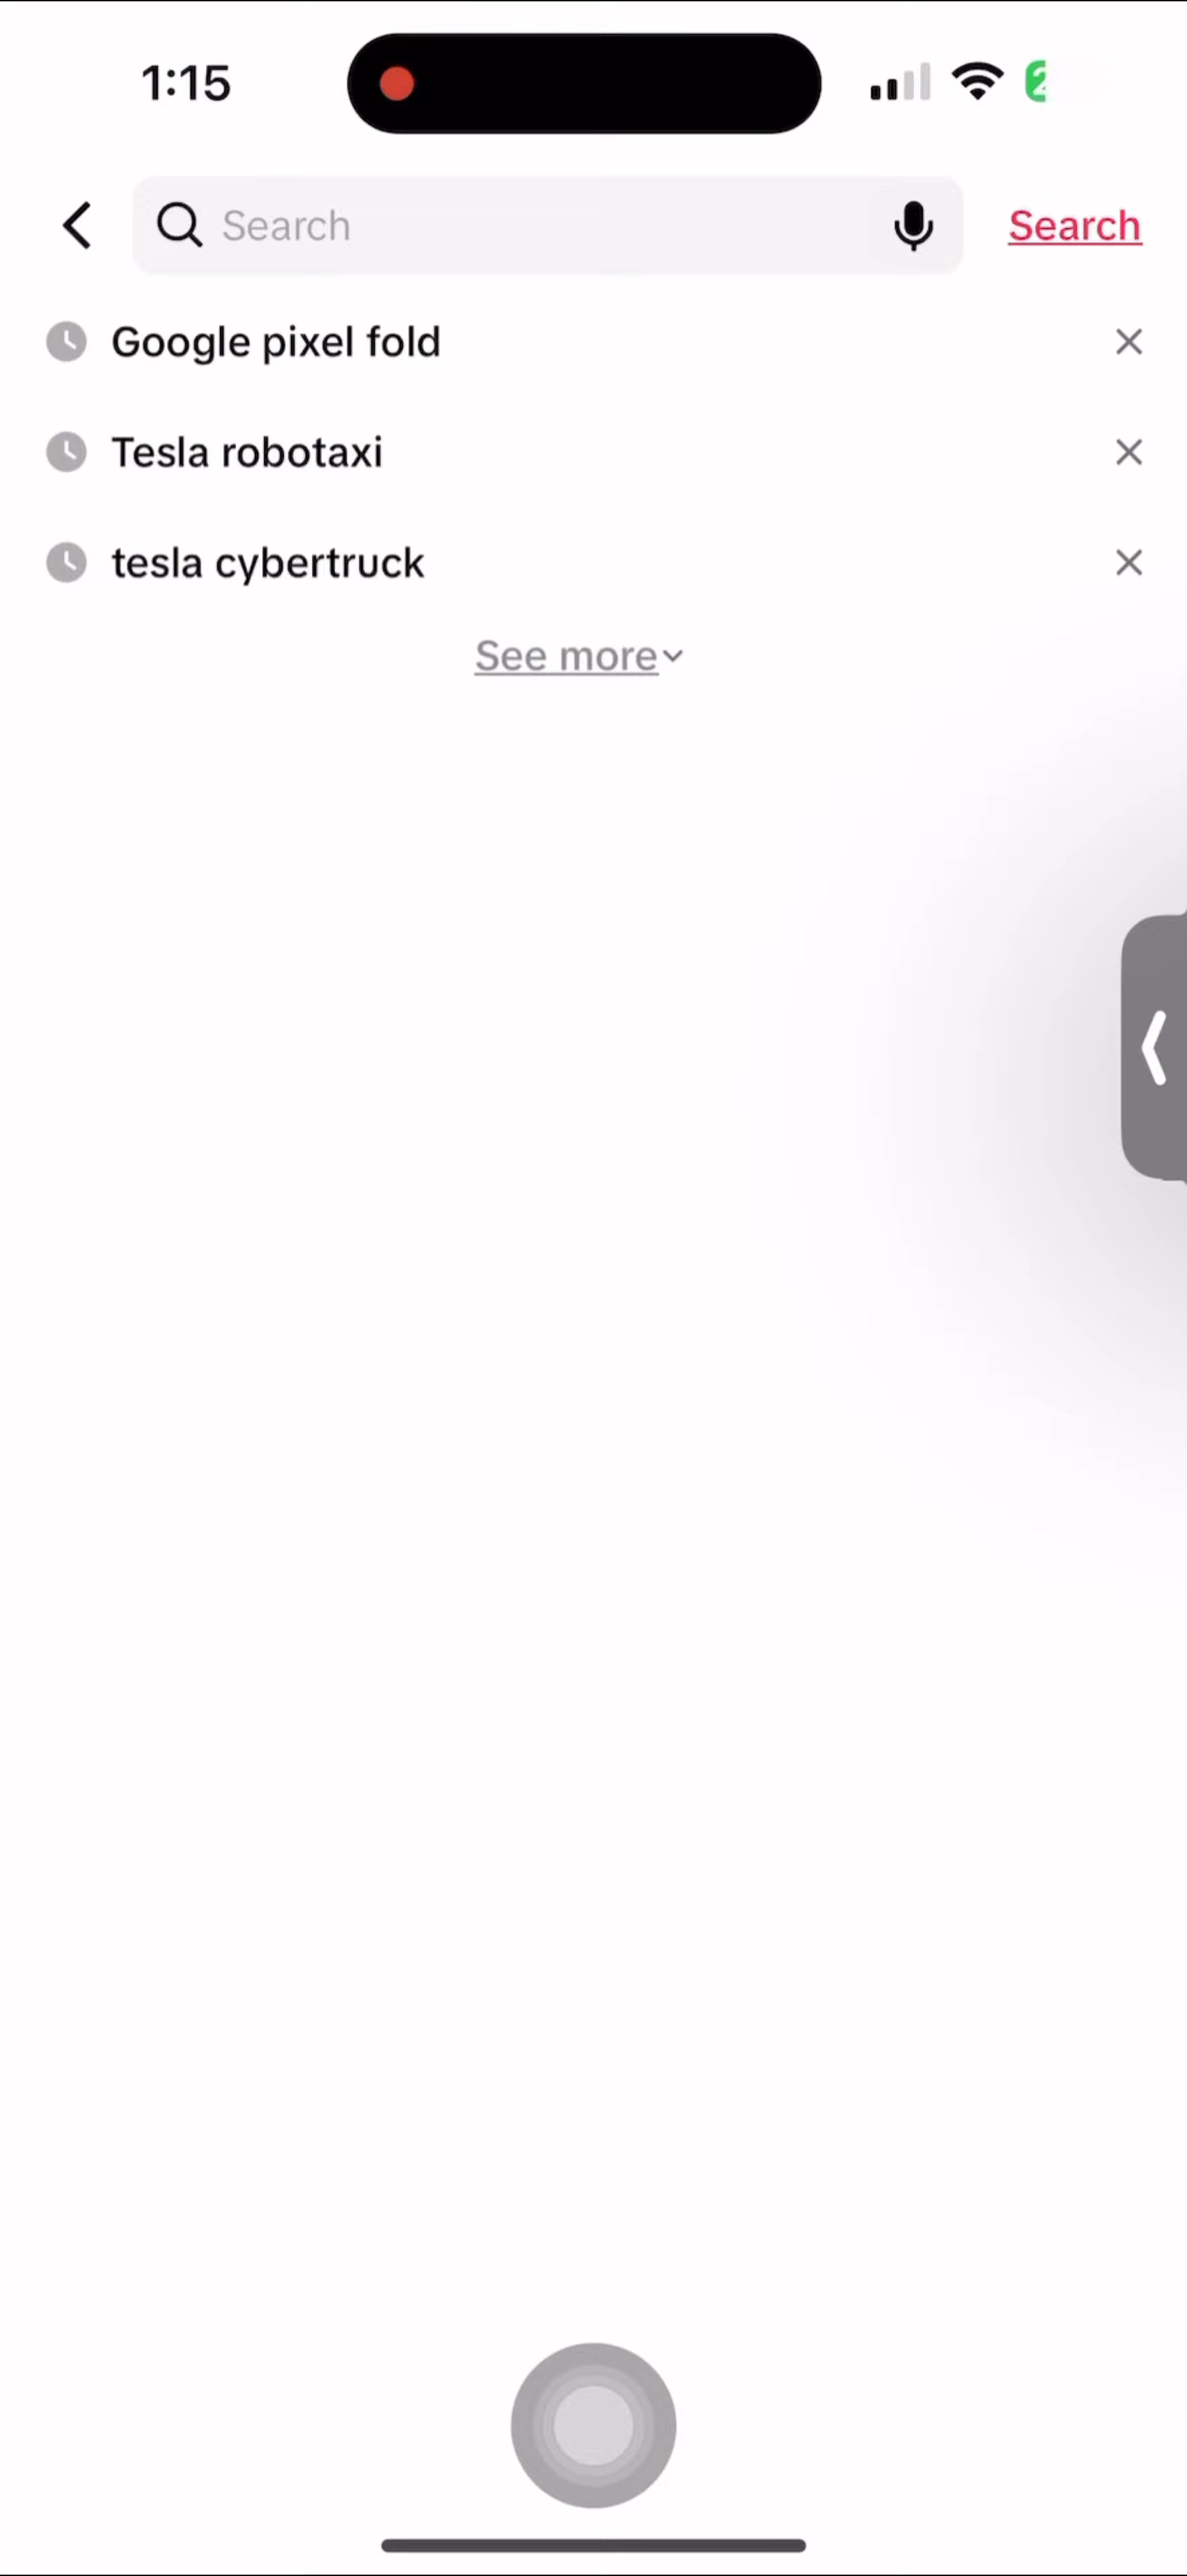 1:15
Search
Search
Google pixel fold
Tesla robotaxi
tesla cybertruck
See more